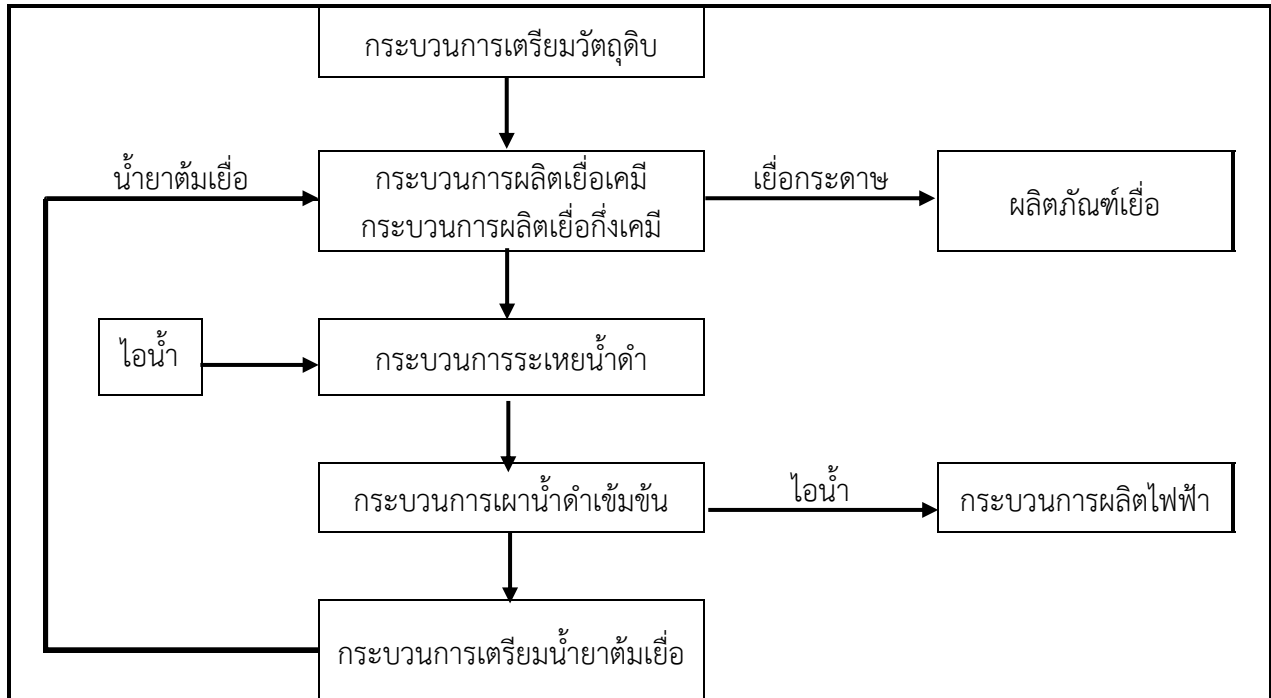 กระบวนการเตรียมวัตถุดิบ
น้ำยาต้มเยื่อ
กระบวนการผลิตเยื่อเคมี
กระบวนการผลิตเยื่อกึ่งเคมี
เยื่อกระดาษ
ผลิตภัณฑ์เยื่อ
ไอน้ำ
กระบวนการระเหยน้ำดำ
กระบวนการเผาน้ำดำเข้มข้น
ไอน้ำ
กระบวนการผลิตไฟฟ้า
กระบวนการเตรียมน้ำยาต้มเยื่อ